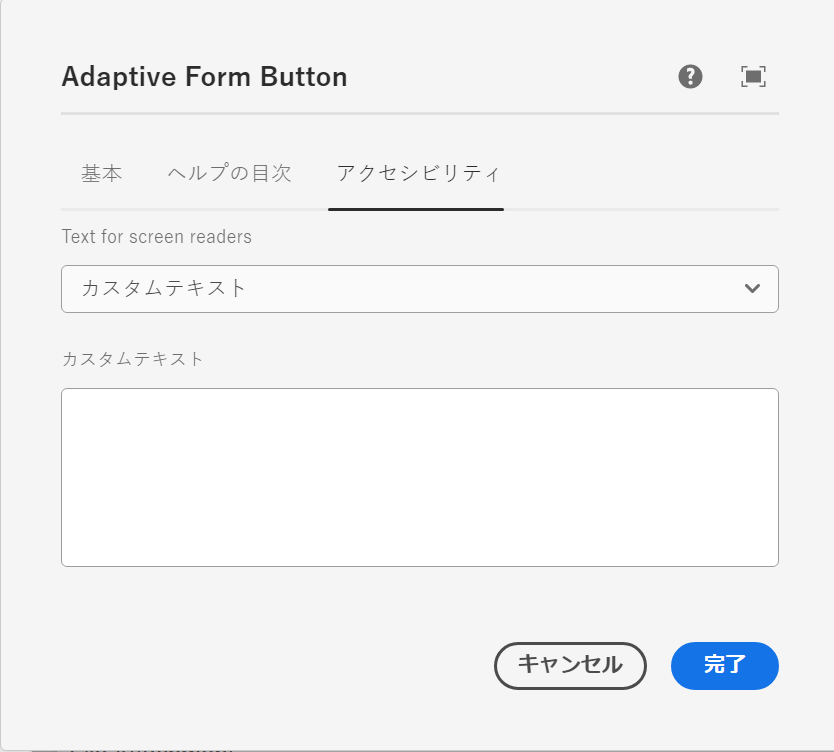 Adaptive Form Button
基本 ヘルプの目次 アクセシビリティ
Text for screen readers
カスタムテキスト
カスタムテキスト
キャンセル 完了